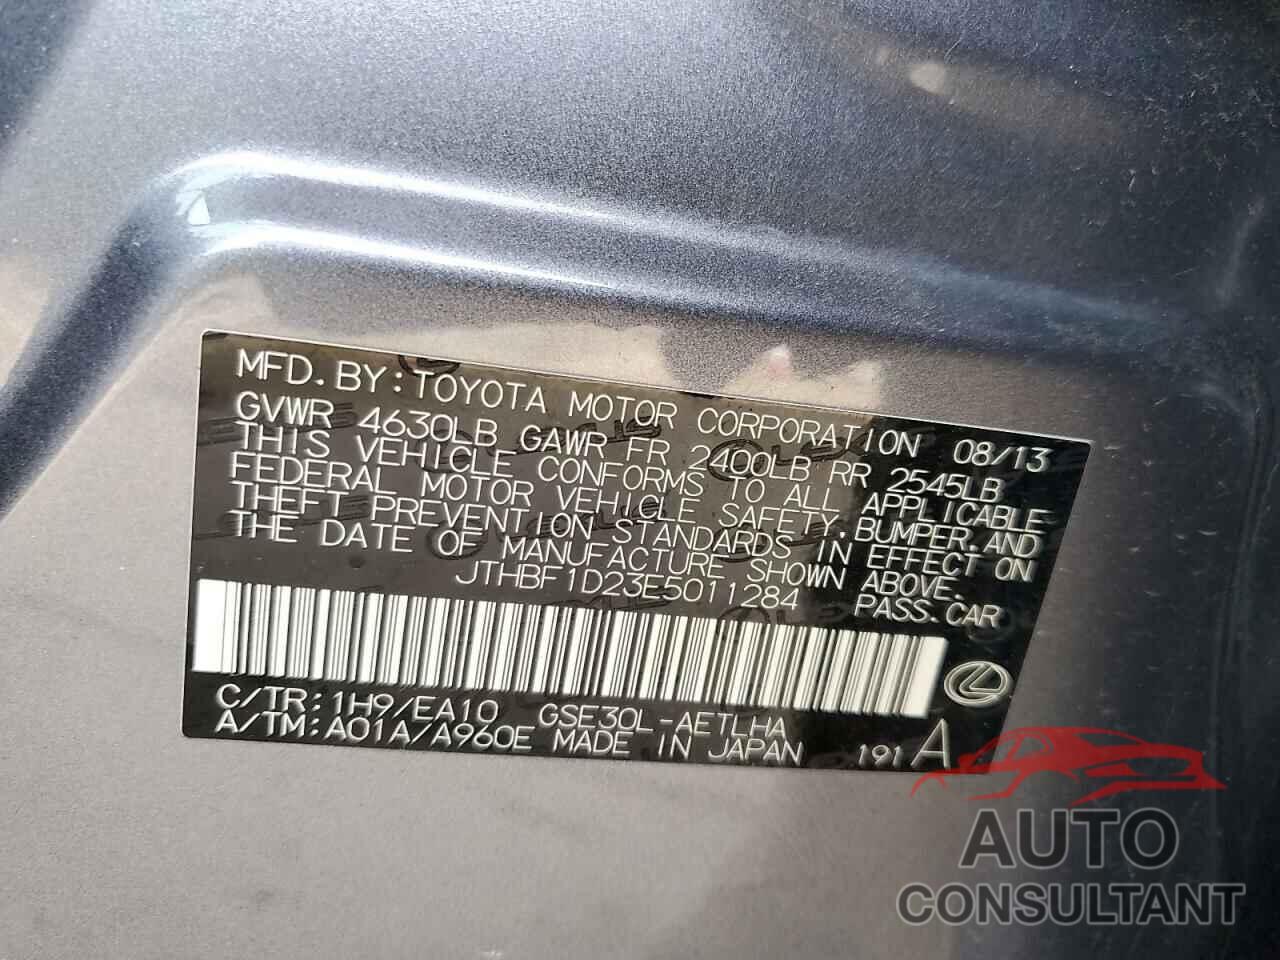 MFD. BY: TOYOTA MOTOR CORPORATION 08/13
GVWR 4630LB GAWR FR 2400LB RR 2545LB
THIS VEHICLE CONFORMS TO ALL APPLICABLE
FEDERAL MOTOR VEHICLE SAFETY, BUMPER, AND
THEFT PREVENTION STANDARDS IN EFFECT ON
THE DATE OF MANUFACTURE SHOWN ABOVE.
JTHBF1D23E5011284 PASS. CAR
C/TR: 1H9/EA10 GSE30L-AETLHA
A/TM: A01A/A960E MADE IN JAPAN 191 A
AUTO
CONSULTANT